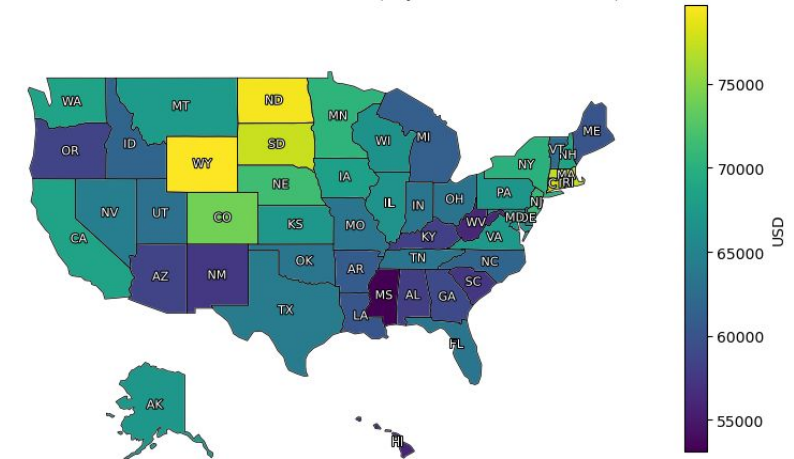 75000
70000
65000
60000
55000
USD
WA
MT
ND
MN
OR
ID
WY
SD
WI
MI
ME
VT
NH
NY
MA
CT
RI
NV
UT
CO
NE
IA
IL
IN
OH
PA
NJ
CA
KS
MO
KY
WV
VA
MD
DE
AZ
NM
OK
AR
TN
NC
TX
LA
MS
AL
GA
SC
FL
AK
HI